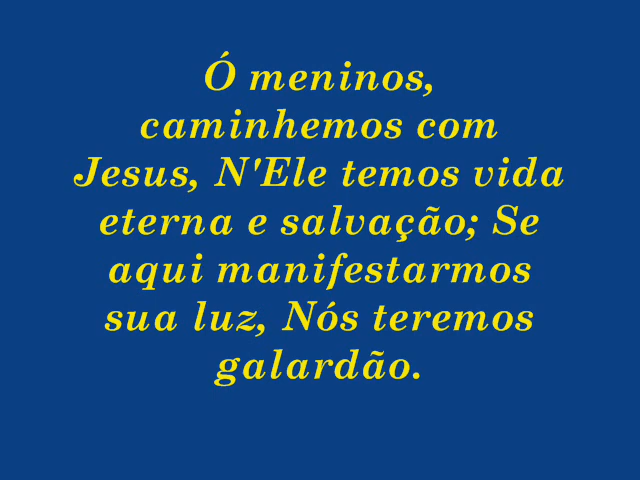 Ó meninos,
caminhemos com
Jesus, N'Ele temos vida
eterna e salvação; Se
aqui manifestarmos
sua luz, Nós teremos
galardão.